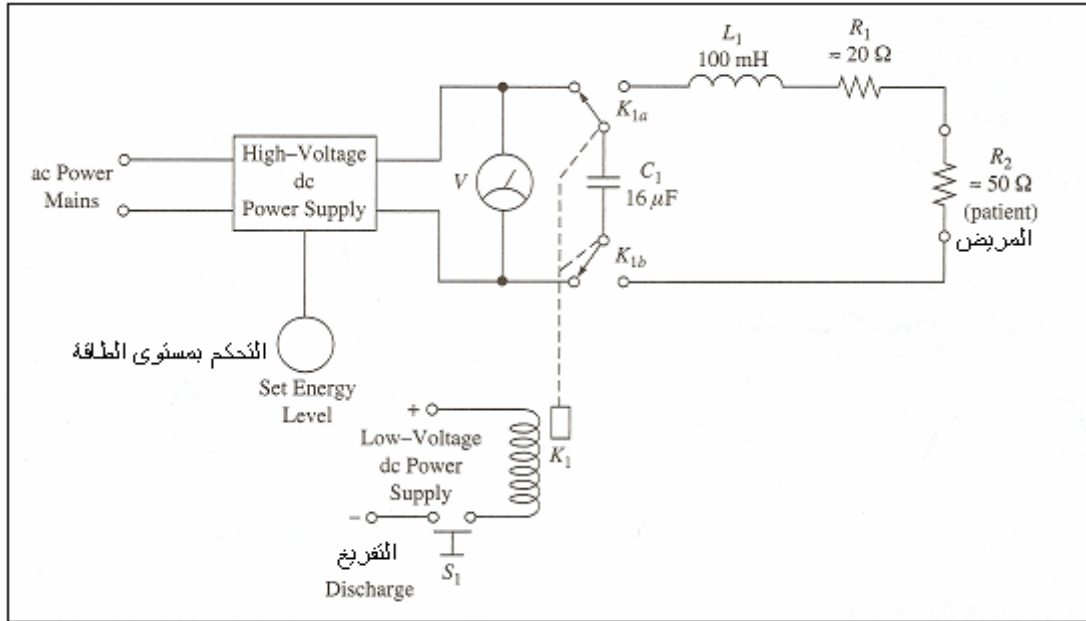 L₁
100 mH
R₁
≈ 20 Ω
K₁ₐ
ac Power
Mains
High–Voltage
dc
Power Supply
V
C₁
16 μF
R₂
≈ 50 Ω
(patient)
المريض
K₁b
التحكم بمستوى الطاقة
Set Energy
Level
+
Low–Voltage
dc Power
Supply
K₁
–
التفريغ
Discharge
S₁